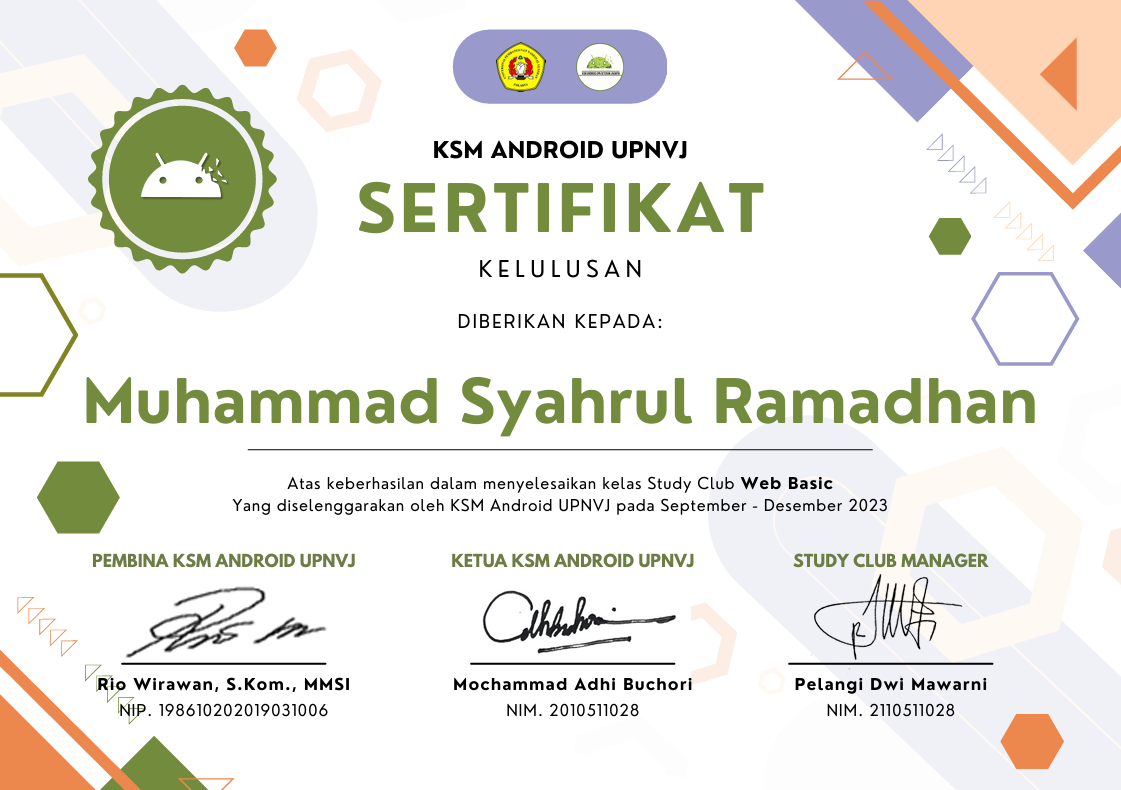 KSM ANDROID UPNVJ
SERTIFIKAT
KELULUSAN
DIBERIKAN KEPADA:
Muhammad Syahrul Ramadhan
Atas keberhasilan dalam menyelesaikan kelas Study Club Web Basic
Yang diselenggarakan oleh KSM Android UPNVJ pada September - Desember 2023
PEMBINA KSM ANDROID UPNVJ
KETUA KSM ANDROID UPNVJ
STUDY CLUB MANAGER
Rio Wirawan, S.Kom., MMSI
NIP. 198610202019031006
Mochammad Adhi Buchori
NIM. 2010511028
Pelangi Dwi Mawarni
NIM. 2110511028